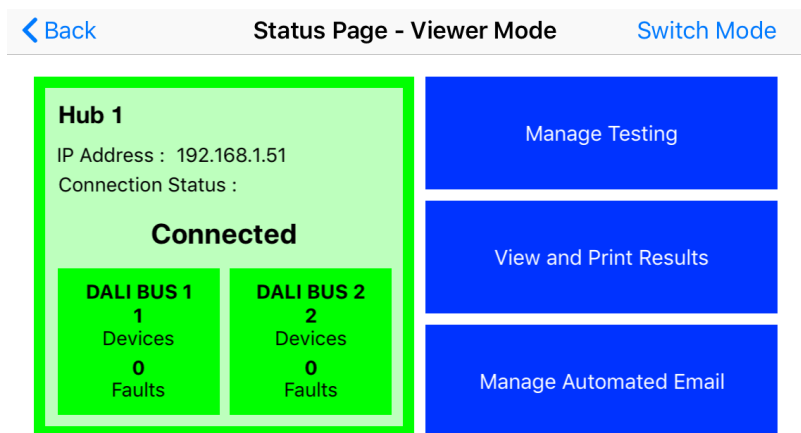 Back
Status Page - Viewer Mode
Switch Mode
Hub 1
IP Address : 192.168.1.51
Connection Status :
Connected
DALI BUS 1
1
Devices
0
Faults
DALI BUS 2
2
Devices
0
Faults
Manage Testing
View and Print Results
Manage Automated Email